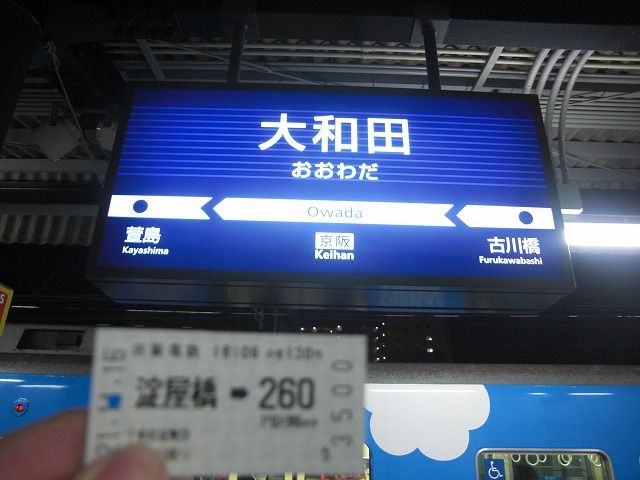 大和田
おおわだ
Owada
萱島
Kayashima
京阪
Keihan
古川橋
Furukawabashi
淀屋橋 ➡ 260